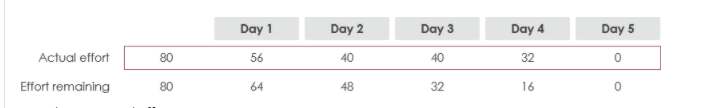 Day 1 Day 2 Day 3 Day 4 Day 5
Actual effort 80 56 40 40 32 0
Effort remaining 80 64 48 32 16 0